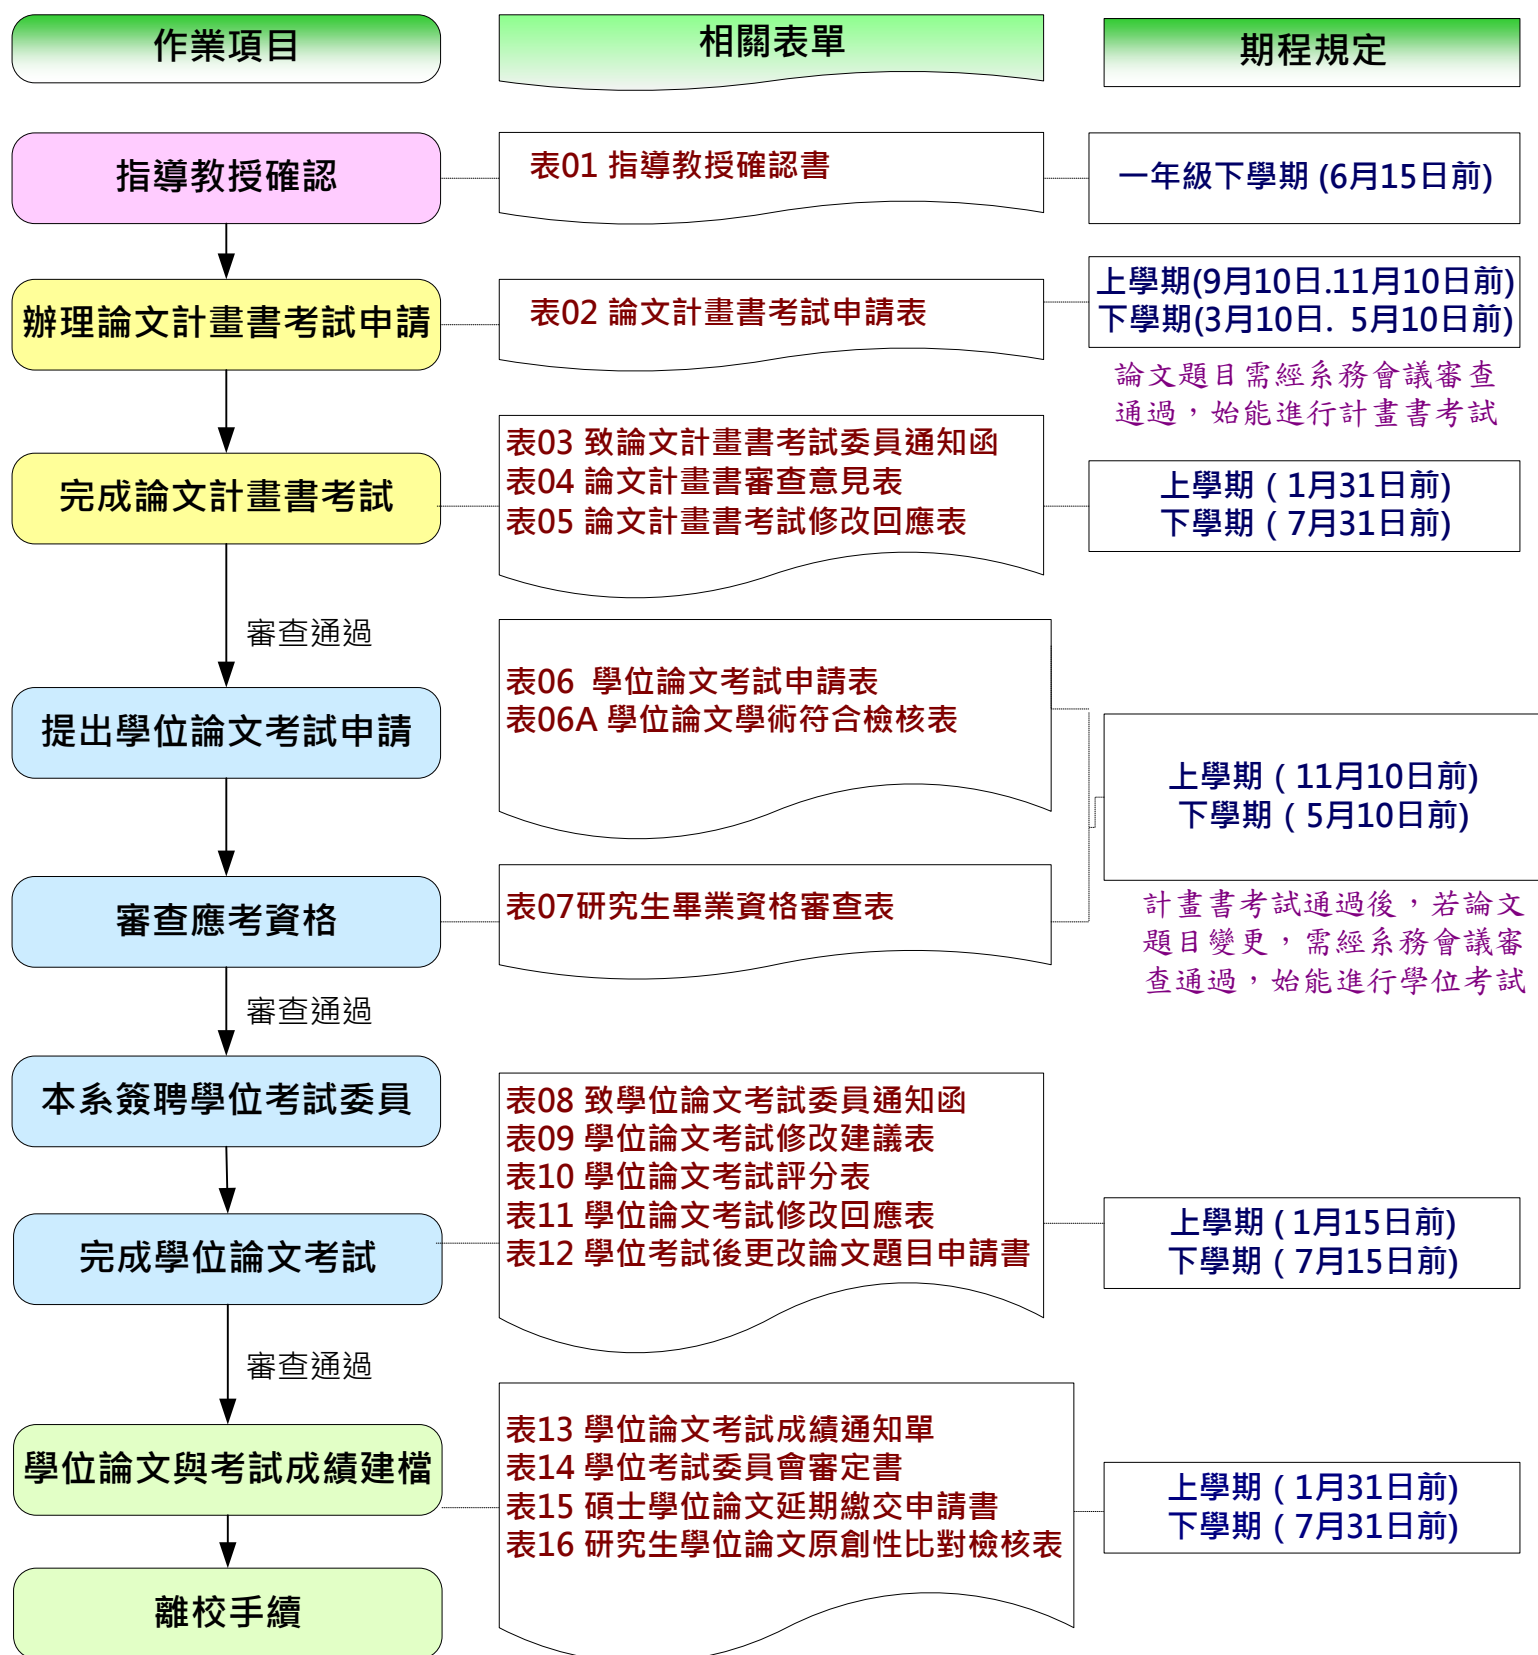 作業項目
相關表單
期程規定
指導教授確認
表01 指導教授確認書
一年級下學期 (6月15日前)
辦理論文計畫書考試申請
表02 論文計畫書考試申請表
上學期(9月10日.11月10日前)
下學期(3月10日. 5月10日前)
論文題目需經系務會議審查
通過，始能進行計畫書考試
完成論文計畫書考試
表03 致論文計畫書考試委員通知函
表04 論文計畫書審查意見表
表05 論文計畫書考試修改回應表
上學期 ( 1月31日前)
下學期 ( 7月31日前)
審查通過
提出學位論文考試申請
表06 學位論文考試申請表
表06A 學位論文學術符合檢核表
上學期 ( 11月10日前)
下學期 ( 5月10日前)
審查應考資格
表07研究生畢業資格審查表
計畫書考試通過後，若論文
題目變更，需經系務會議審
查通過，始能進行學位考試
審查通過
本系簽聘學位考試委員
表08 致學位論文考試委員通知函
表09 學位論文考試修改建議表
表10 學位論文考試評分表
表11 學位論文考試修改回應表
表12 學位考試後更改論文題目申請書
完成學位論文考試
上學期 ( 1月15日前)
下學期 ( 7月15日前)
審查通過
學位論文與考試成績建檔
表13 學位論文考試成績通知單
表14 學位考試委員會審定書
表15 碩士學位論文延期繳交申請書
表16 研究生學位論文原創性比對檢核表
上學期 ( 1月31日前)
下學期 ( 7月31日前)
離校手續